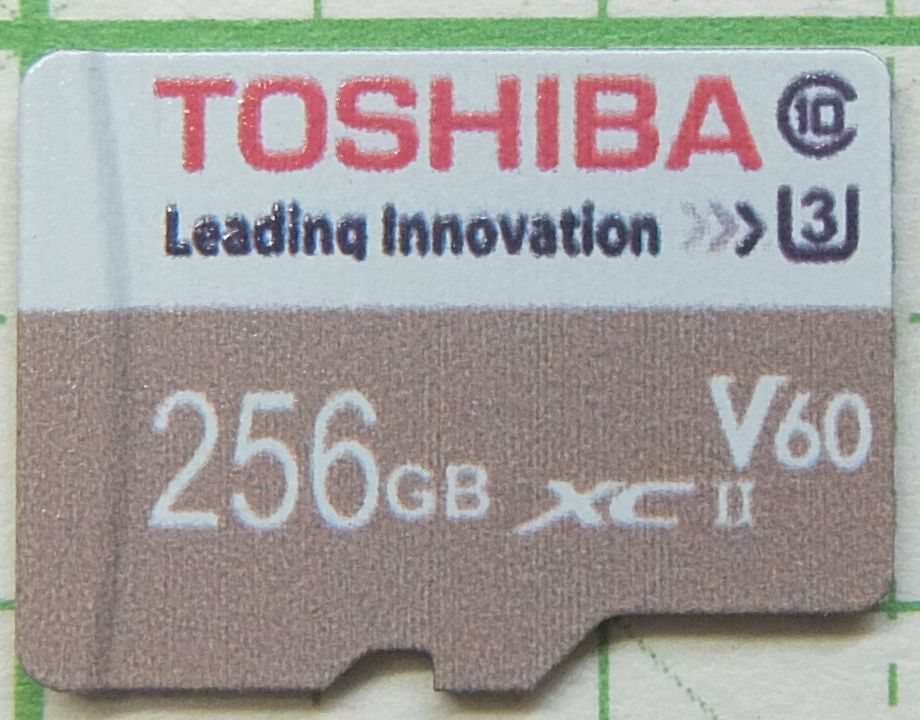 TOSHIBA 10
Leading Innovation >>> 3
V60
256GB XC II